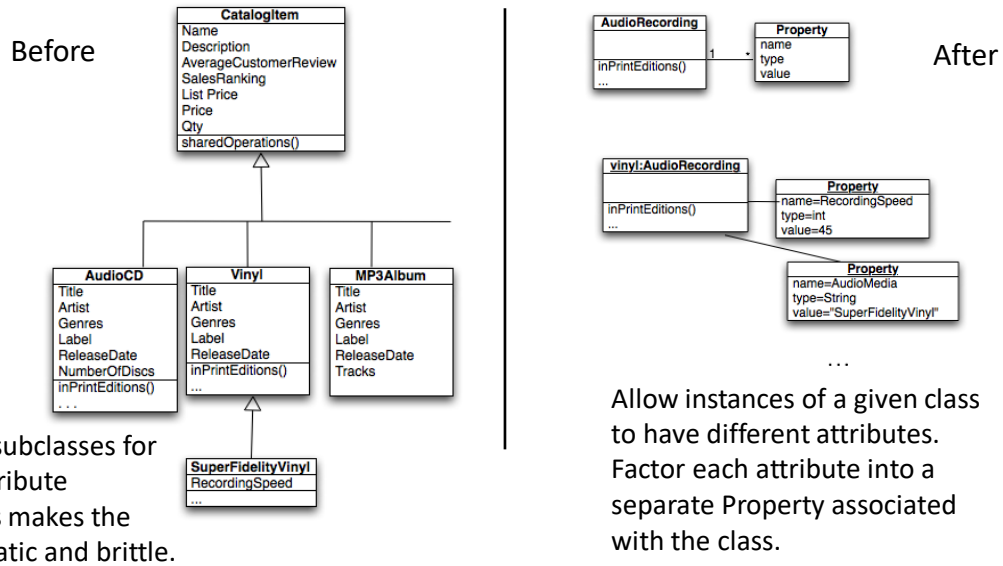 Before
CatalogItem
Name
Description
AverageCustomerReview
SalesRanking
List Price
Price
Qty
sharedOperations()
AudioCD
Title
Artist
Genres
Label
ReleaseDate
NumberOfDiscs
inPrintEditions()
. . .
Vinyl
Title
Artist
Genres
Label
ReleaseDate
inPrintEditions()
...
MP3Album
Title
Artist
Genres
Label
ReleaseDate
Tracks
SuperFidelityVinyl
RecordingSpeed
...
subclasses for
ribute
s makes the
atic and brittle.
After
AudioRecording
inPrintEditions()
...
1
*
Property
name
type
value
vinyl:AudioRecording
inPrintEditions()
...
Property
name=RecordingSpeed
type=int
value=45
Property
name=AudioMedia
type=String
value="SuperFidelityVinyl"
...
Allow instances of a given class
to have different attributes.
Factor each attribute into a
separate Property associated
with the class.